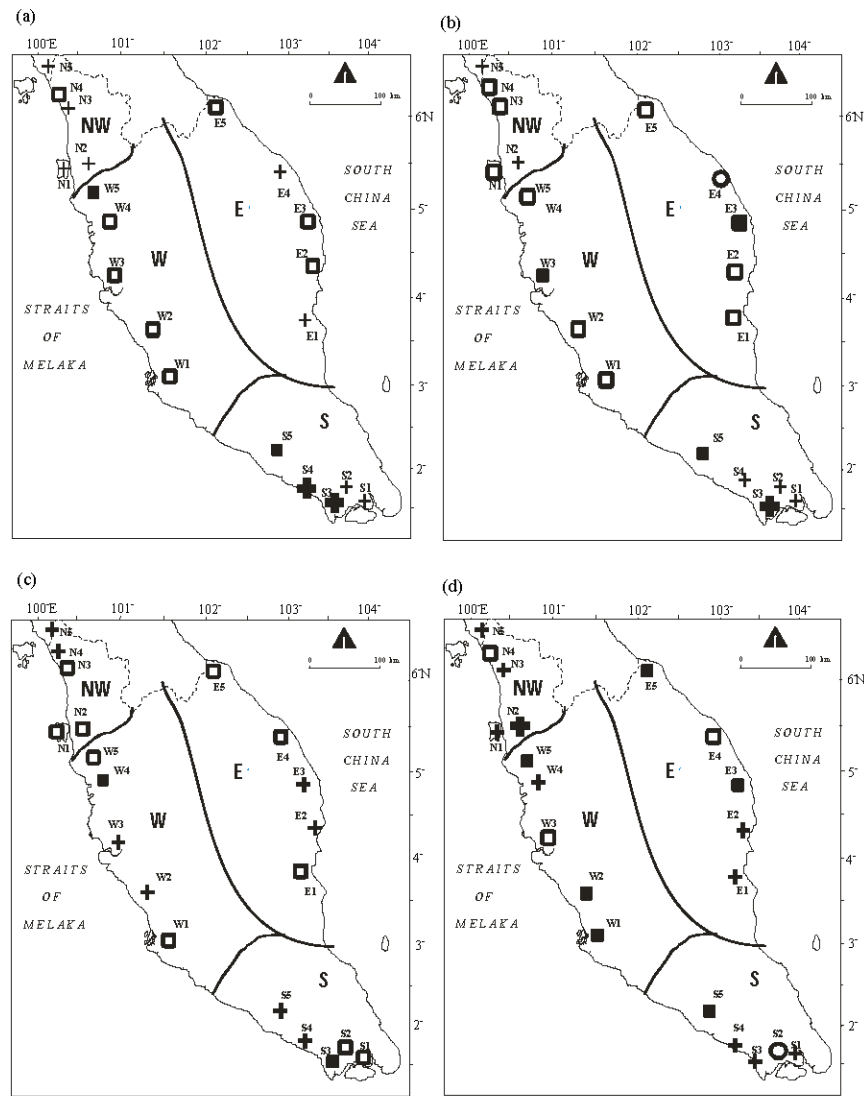 (a)
100°E 101° 102° 103° 104°
N5
N4
N3
NW
N1
N2
W5
W4
W3
W2
W1
W
E
E5
E4
E3
E2
E1
S
S5
S4
S3
S2
S1
SOUTH
CHINA
SEA
STRAITS
OF
MELAKA
0 100 km
6°N
5°
4°
3°
2°
(b)
100°E 101° 102° 103° 104°
N5
N4
N3
NW
N2
N1
W5
W4
W3
W2
W1
W
E
E5
E4
E3
E2
E1
S
S5
S4
S3
S2
S1
SOUTH
CHINA
SEA
STRAITS
OF
MELAKA
0 100 km
6°N
5°
4°
3°
2°
(c)
100°E 101° 102° 103° 104°
N5
N4
N3
NW
N2
N1
W5
W4
W3
W2
W1
W
E
E5
E4
E3
E2
E1
S
S5
S4
S3
S2
S1
SOUTH
CHINA
SEA
STRAITS
OF
MELAKA
0 100 km
6°N
5°
4°
3°
2°
(d)
100°E 101° 102° 103° 104°
N5
N4
N3
NW
N2
N1
W5
W4
W3
W2
W1
W
E
E5
E4
E3
E2
E1
S
S5
S4
S3
S2
S1
SOUTH
CHINA
SEA
STRAITS
OF
MELAKA
0 100 km
6°N
5°
4°
3°
2°